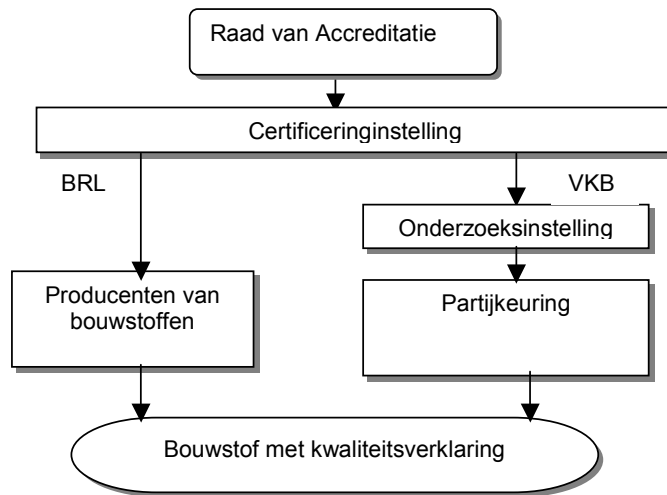 Raad van Accreditatie
Certificeringinstelling
BRL
VKB
Onderzoeksinstelling
Producenten van
bouwstoffen
Partijkeuring
Bouwstof met kwaliteitsverklaring